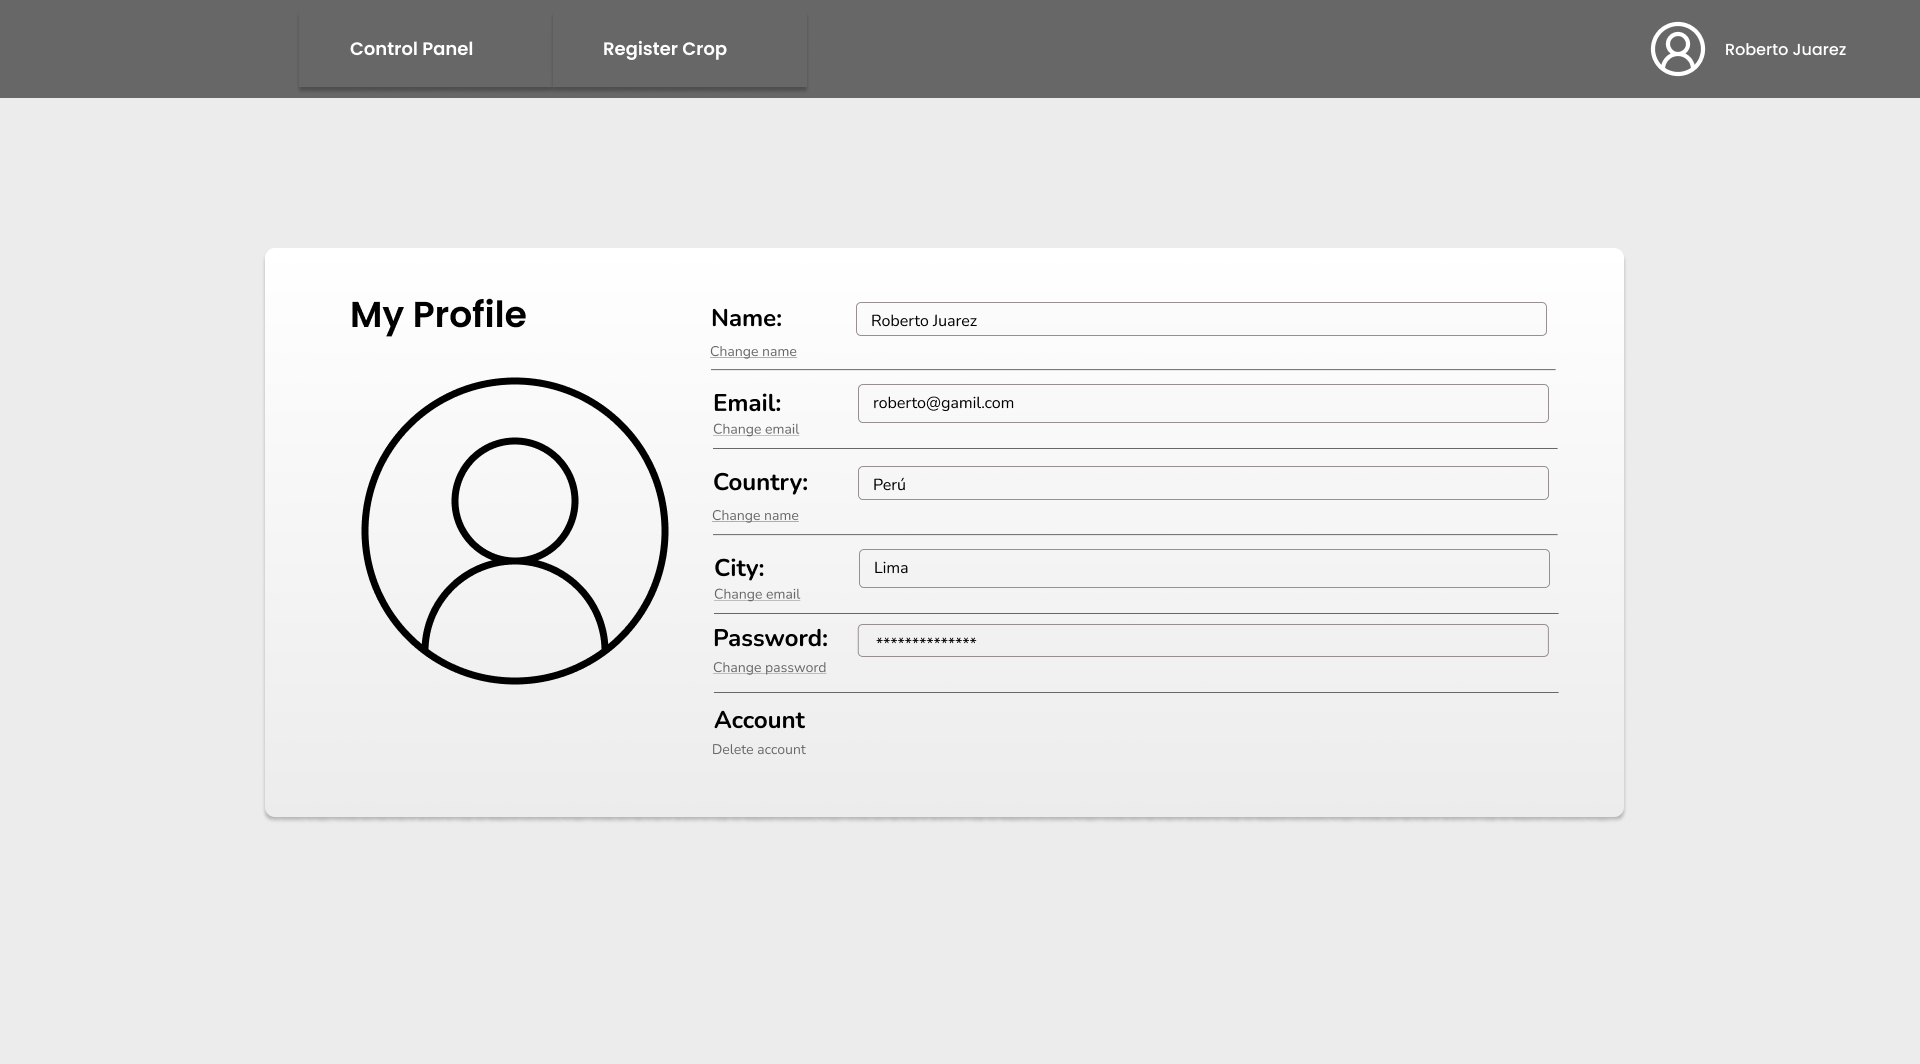 Control Panel
Register Crop
Roberto Juarez
My Profile
Name:
Roberto Juarez
Change name
Email:
roberto@gamil.com
Change email
Country:
Perú
Change name
City:
Lima
Change email
Password:
**************
Change password
Account
Delete account